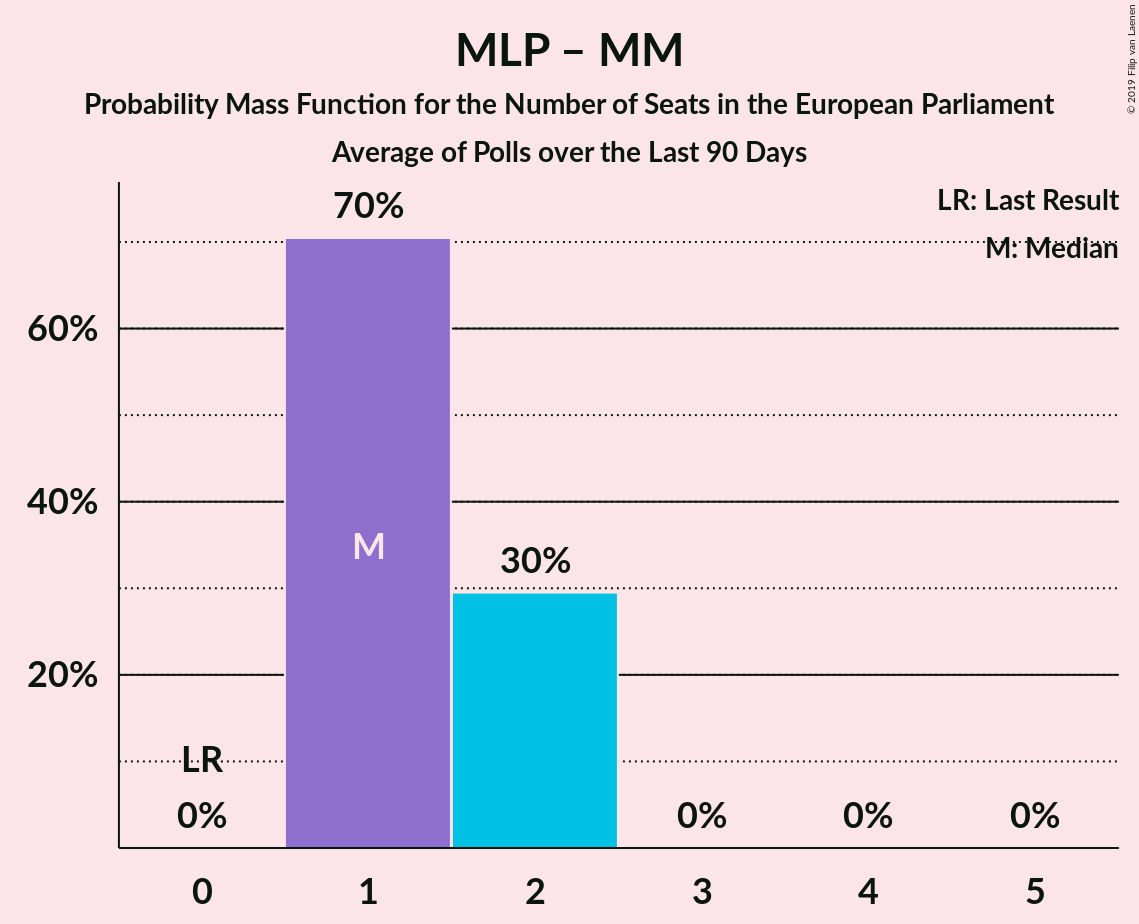 MLP – MM
Probability Mass Function for the Number of Seats in the European Parliament
Average of Polls over the Last 90 Days
© 2019 Filip van Laenen
LR: Last Result
M: Median
70%
60%
40%
M
30%
20%
LR
0%
0%
0%
0%
0
1
2
3
4
5